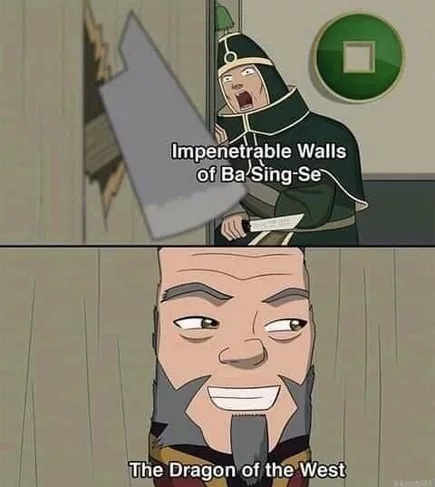 Impenetrable Walls
of Ba Sing-Se
The Dragon of the West